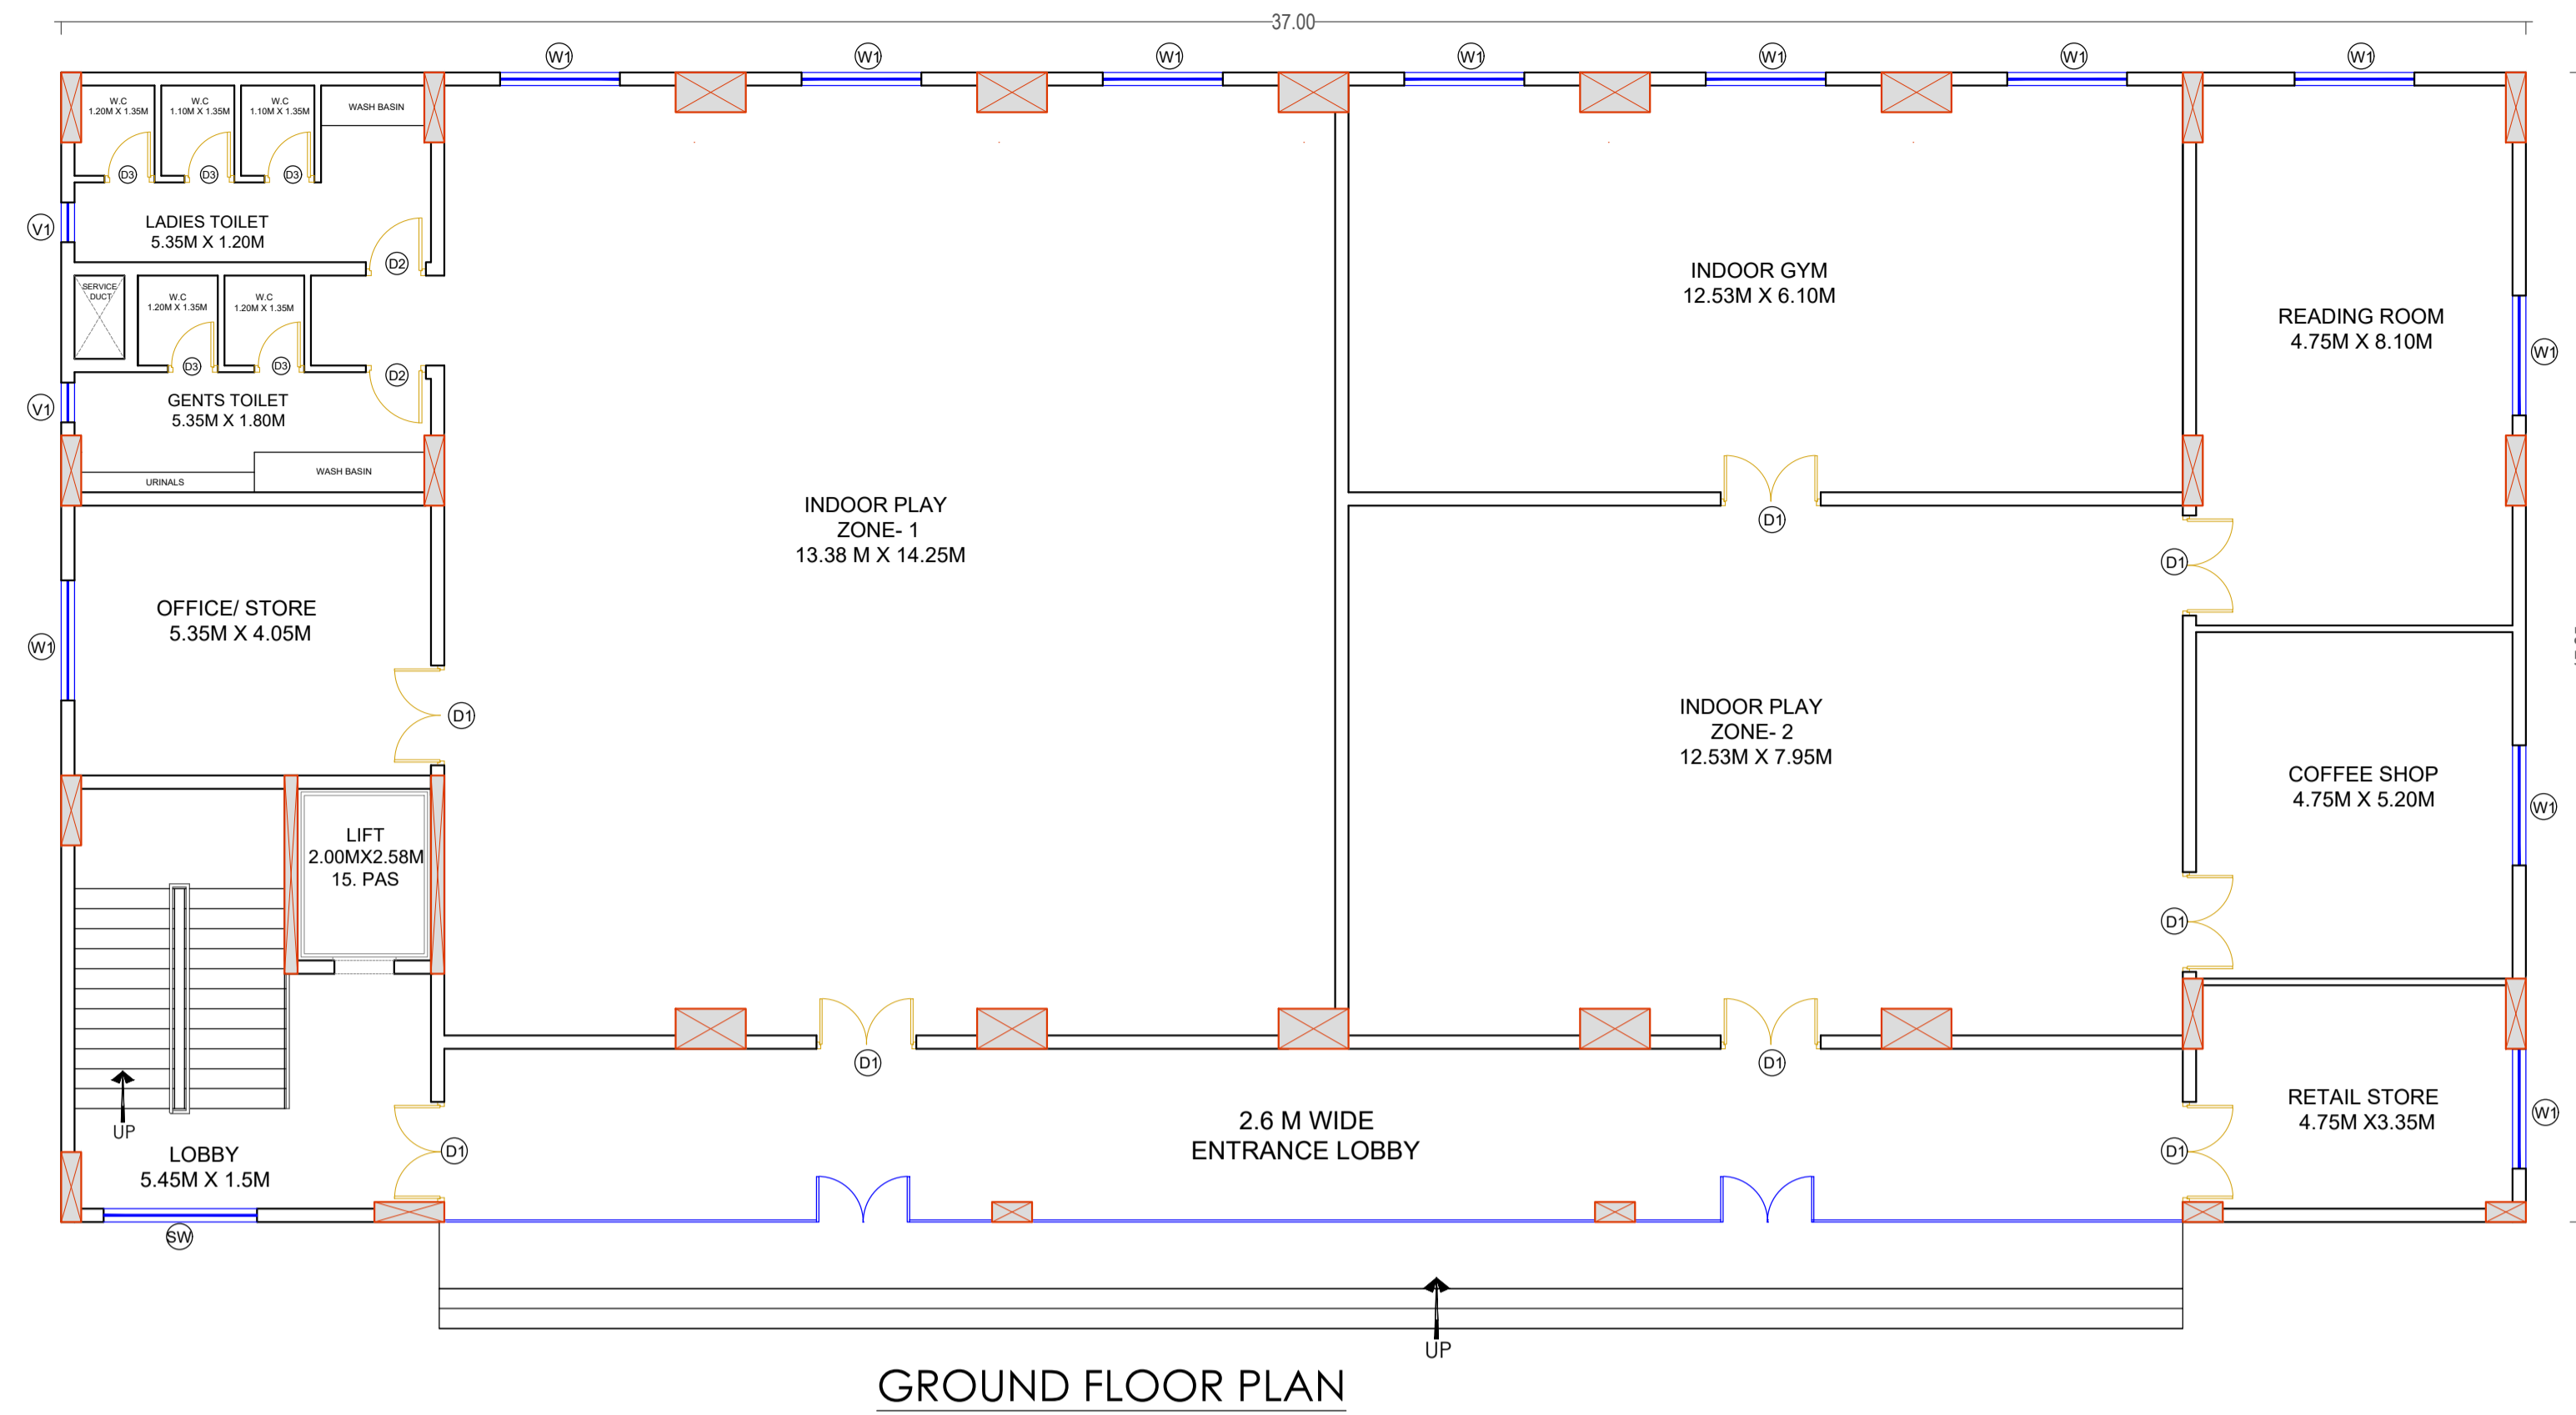 37.00
W1 W1 W1 W1 W1 W1 W1
W.C
1.20M X 1.35M
W.C
1.10M X 1.35M
W.C
1.10M X 1.35M
WASH BASIN
D3 D3 D3
LADIES TOILET
5.35M X 1.20M
V1
D2
SERVICE
DUCT
W.C
1.20M X 1.35M
W.C
1.20M X 1.35M
D3 D3
D2
GENTS TOILET
5.35M X 1.80M
V1
URINALS
WASH BASIN
INDOOR GYM
12.53M X 6.10M
READING ROOM
4.75M X 8.10M
W1
INDOOR PLAY
ZONE- 1
13.38 M X 14.25M
D1
D1
OFFICE/ STORE
5.35M X 4.05M
W1
D1
INDOOR PLAY
ZONE- 2
12.53M X 7.95M
COFFEE SHOP
4.75M X 5.20M
W1
D1
LIFT
2.00MX2.58M
15. PAS
UP
LOBBY
5.45M X 1.5M
D1
D1
D1
2.6 M WIDE
ENTRANCE LOBBY
D1
RETAIL STORE
4.75M X3.35M
W1
SW
UP
GROUND FLOOR PLAN